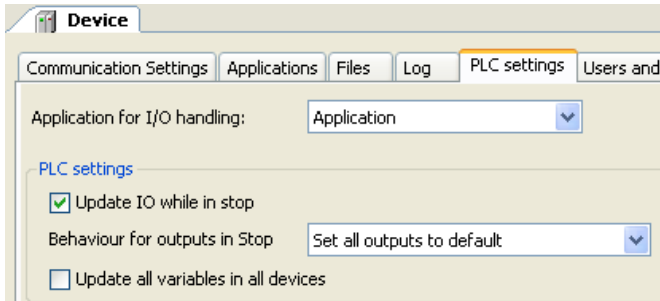 Device
Communication Settings Applications Files Log PLC settings Users and
Application for I/O handling: Application
PLC settings
Update IO while in stop
Behaviour for outputs in Stop Set all outputs to default
Update all variables in all devices